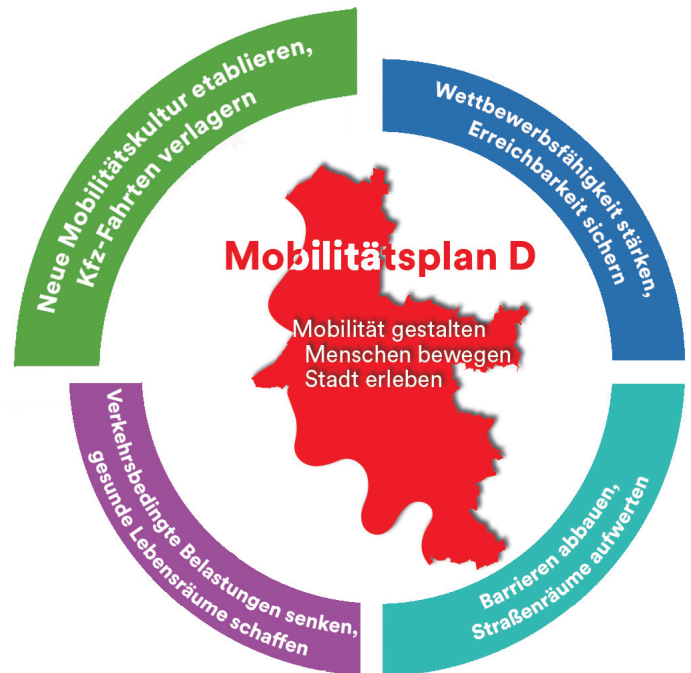 Neue Mobilitätskultur etablieren,
Kfz-Fahrten verlagern
Wettbewerbsfähigkeit stärken,
Erreichbarkeit sichern
Mobilitätsplan D
Mobilität gestalten
Menschen bewegen
Stadt erleben
Verkehrsbedingte Belastungen senken,
gesunde Lebensräume schaffen
Barrieren abbauen,
Straßenräume aufwerten